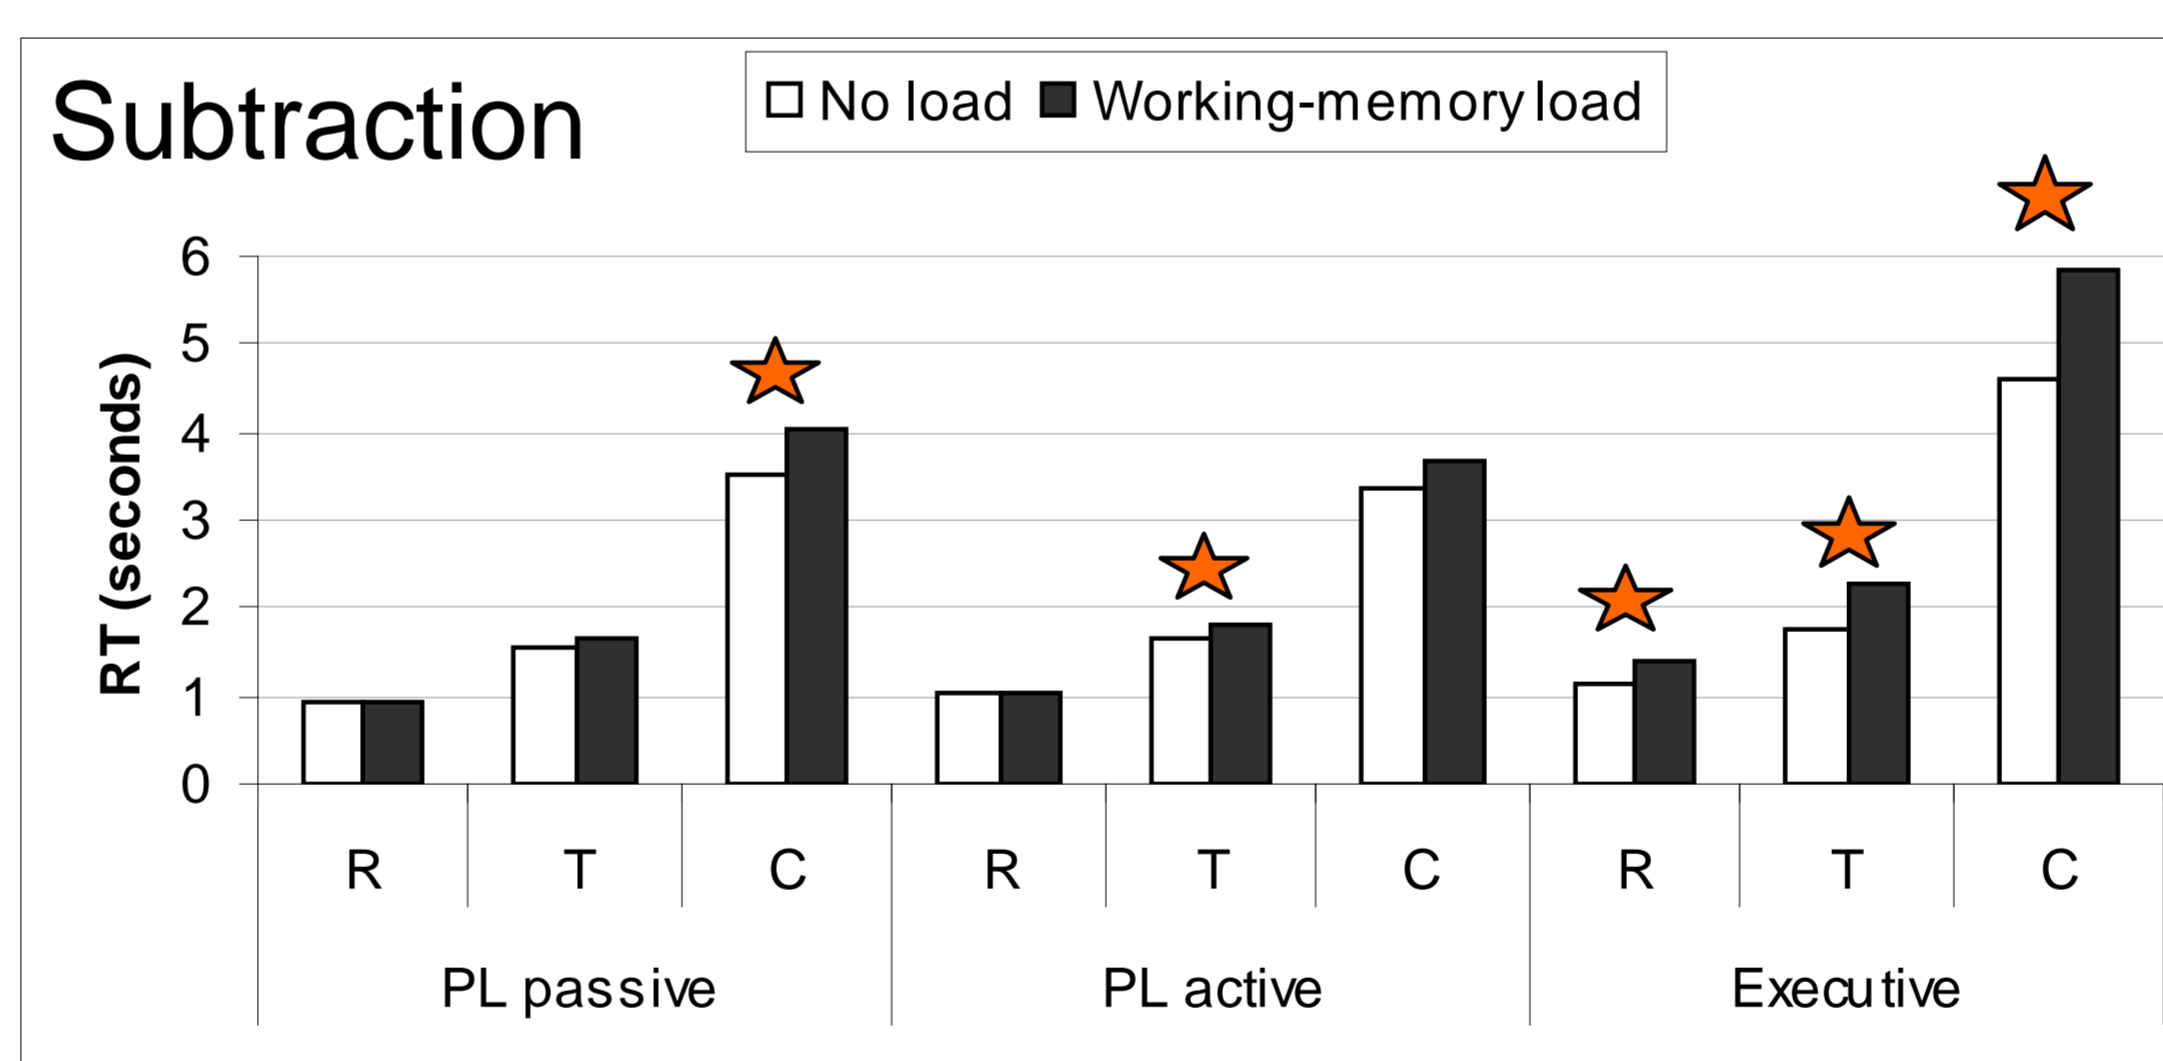 Subtraction
No load Working-memory load
RT (seconds)
6
5
4
3
2
1
0
R T C R T C R T C
PL passive PL active Executive